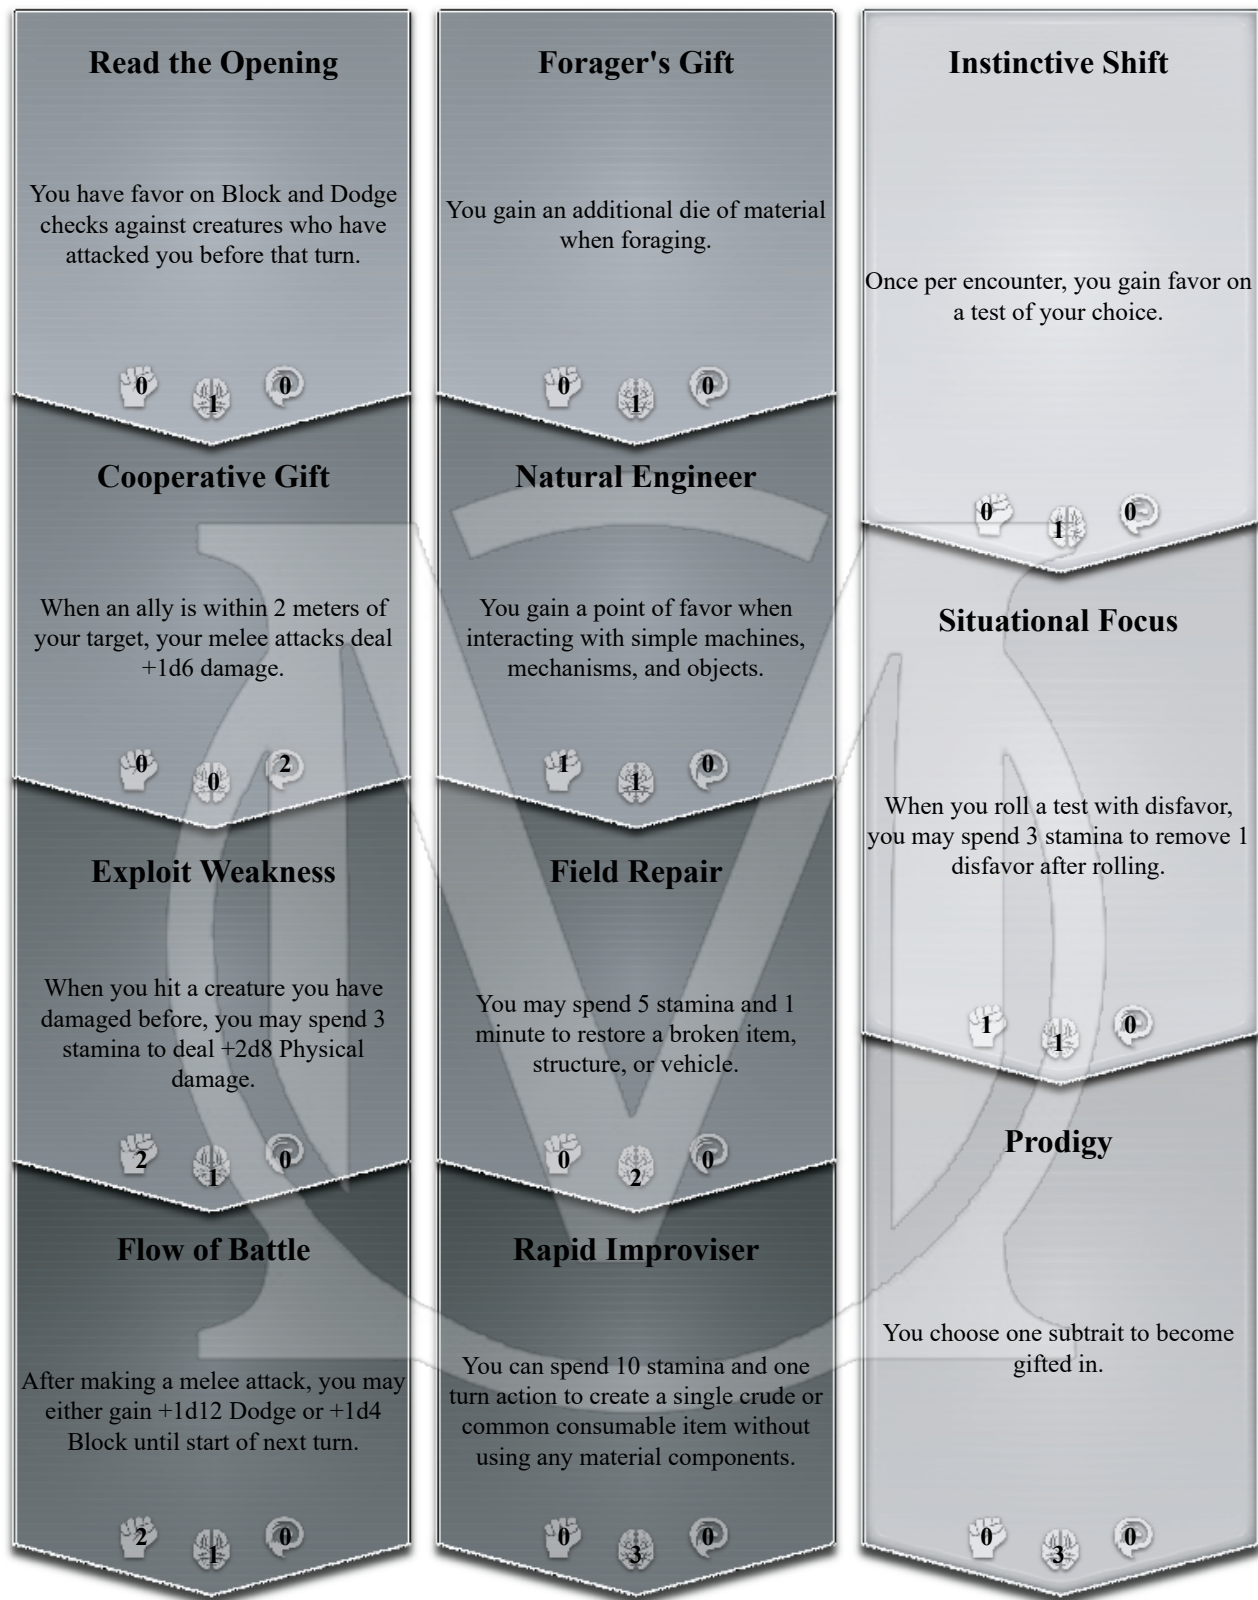 Read the Opening
You have favor on Block and Dodge
checks against creatures who have
attacked you before that turn.
0 1 0
Cooperative Gift
When an ally is within 2 meters of
your target, your melee attacks deal
+1d6 damage.
0 0 2
Exploit Weakness
When you hit a creature you have
damaged before, you may spend 3
stamina to deal +2d8 Physical
damage.
2 1 0
Flow of Battle
After making a melee attack, you may
either gain +1d12 Dodge or +1d4
Block until start of next turn.
2 1 0
Forager's Gift
You gain an additional die of material
when foraging.
0 1 0
Natural Engineer
You gain a point of favor when
interacting with simple machines,
mechanisms, and objects.
1 1 0
Field Repair
You may spend 5 stamina and 1
minute to restore a broken item,
structure, or vehicle.
0 2 0
Rapid Improviser
You can spend 10 stamina and one
turn action to create a single crude or
common consumable item without
using any material components.
0 3 0
Instinctive Shift
Once per encounter, you gain favor on
a test of your choice.
0 1 0
Situational Focus
When you roll a test with disfavor,
you may spend 3 stamina to remove 1
disfavor after rolling.
1 1 0
Prodigy
You choose one subtrait to become
gifted in.
0 3 0